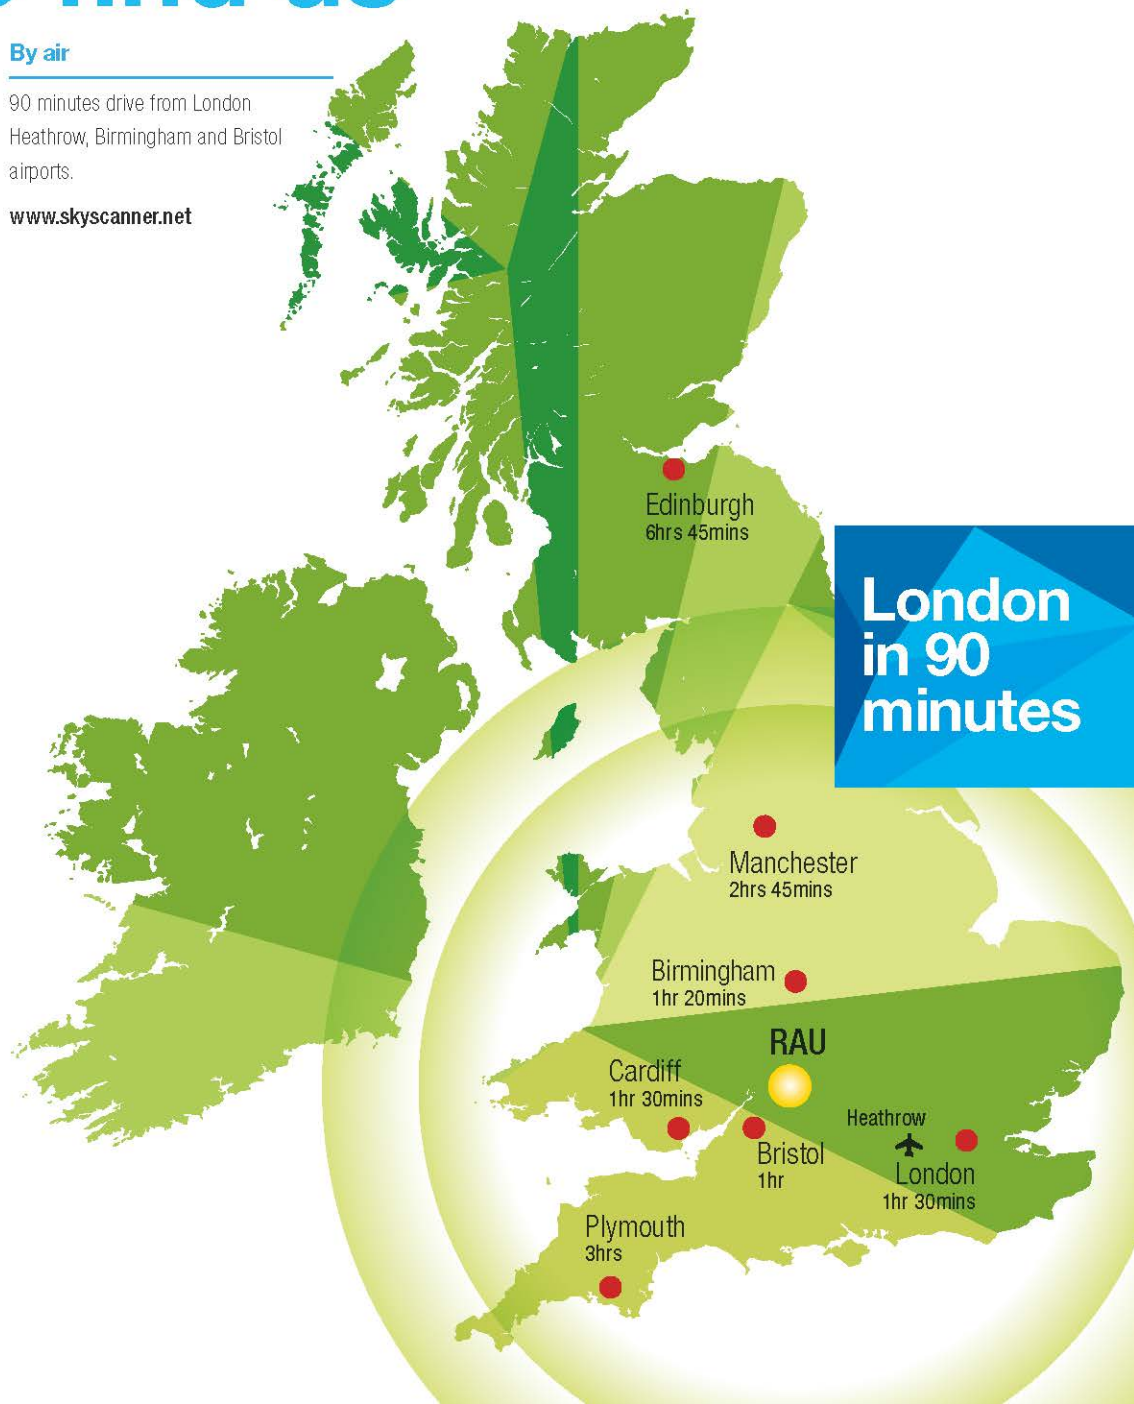 find us
By air
90 minutes drive from London
Heathrow, Birmingham and Bristol
airports.
www.skyscanner.net
Edinburgh
6hrs 45mins
London
in 90
minutes
Manchester
2hrs 45mins
Birmingham
1hr 20mins
RAU
Cardiff
1hr 30mins
Heathrow
Bristol
1hr
London
1hr 30mins
Plymouth
3hrs